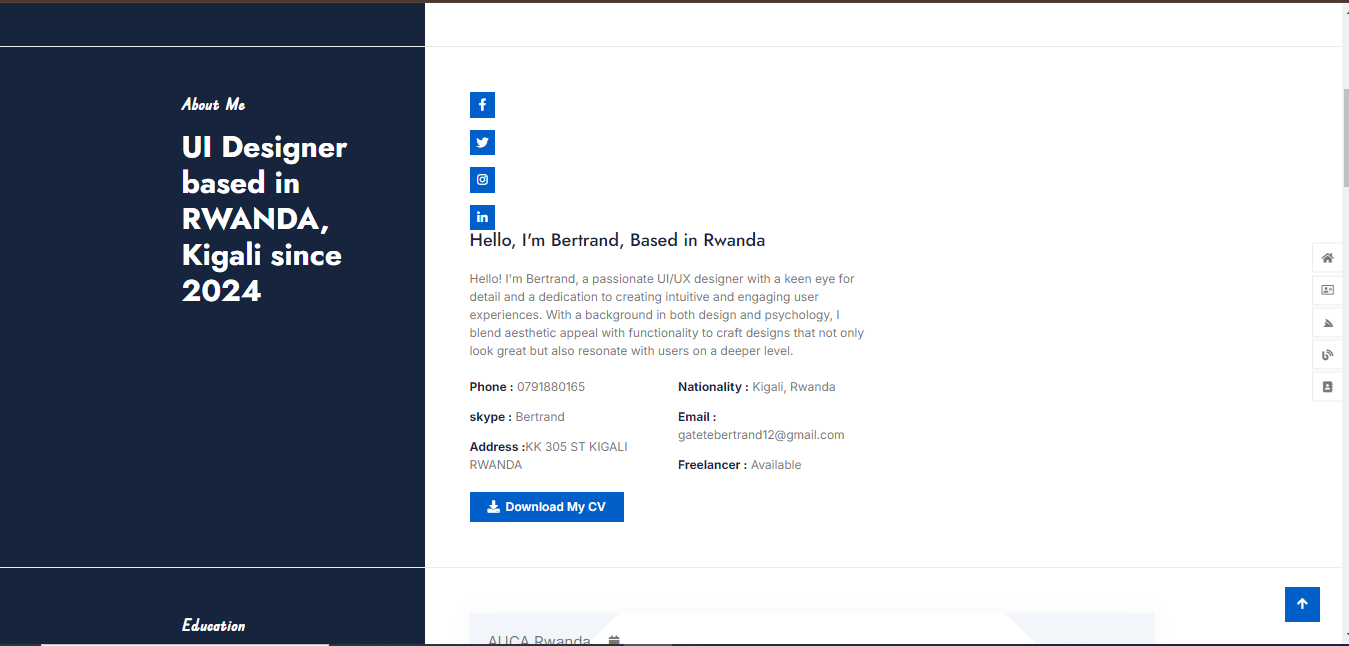 About Me
UI Designer
based in
RWANDA,
Kigali since
2024
Hello, I'm Bertrand, Based in Rwanda
Hello! I'm Bertrand, a passionate UI/UX designer with a keen eye for
detail and a dedication to creating intuitive and engaging user
experiences. With a background in both design and psychology, I
blend aesthetic appeal with functionality to craft designs that not only
look great but also resonate with users on a deeper level.
Phone : 0791880165
skype : Bertrand
Address :KK 305 ST KIGALI
RWANDA
Nationality : Kigali, Rwanda
Email :
gatetebertrand12@gmail.com
Freelancer : Available
Download My CV
Education
AUCA Rwanda